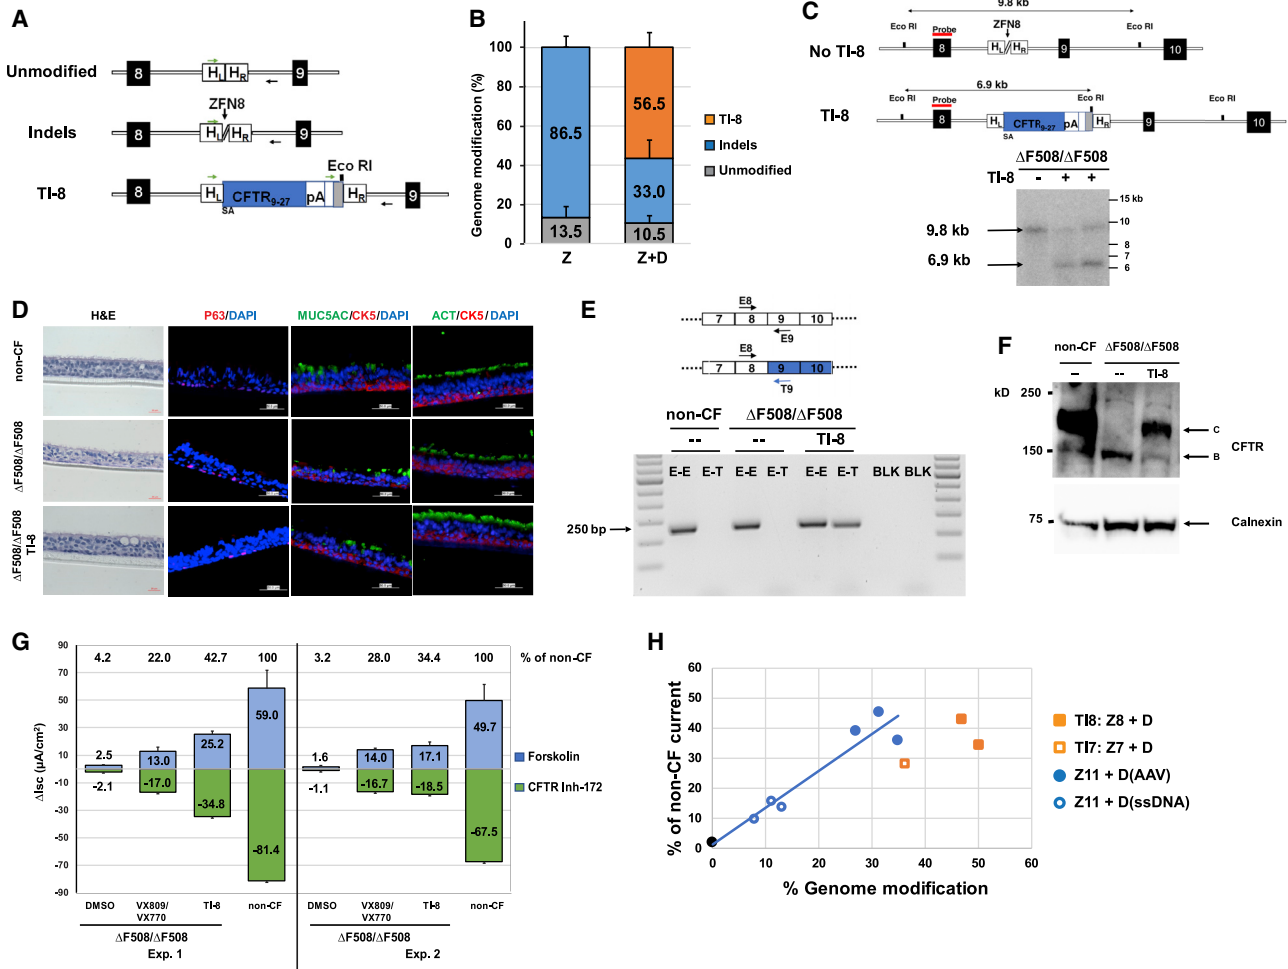 A
Unmodified
8
HL
HR
9
ZFN8
Indels
8
HL
HR
9
Eco RI
TI-8
8
HL
CFTR9-27
pA
HR
9
SA
B
Genome modification (%)
100
80
60
40
20
0
86.5
13.5
56.5
33.0
10.5
Z
Z+D
TI-8
Indels
Unmodified
C
9.8 kb
Eco RI
Probe
ZFN8
Eco RI
No TI-8
8
HL
HR
9
10
6.9 kb
Eco RI
Probe
Eco RI
Eco RI
TI-8
8
HL
CFTR9-27
pA
HR
9
10
SA
ΔF508/ΔF508
TI-8 - + +
15 kb
9.8 kb
10
8
7
6.9 kb
6
D
H&E
P63/DAPI
MUC5AC/CK5/DAPI
ACT/CK5/DAPI
non-CF
ΔF508/ΔF508
ΔF508/ΔF508
TI-8
E
E8
7 8 9 10
E9
E8
7 8 9 10
T9
non-CF
ΔF508/ΔF508
-- -- TI-8
E-E E-T E-E E-T E-E E-T BLK BLK
250 bp
F
non-CF
ΔF508/ΔF508
– -- TI-8
kD
250
C
CFTR
150
B
75
Calnexin
G
ΔIsc (µA/cm²)
90
70
50
30
10
-10
-30
-50
-70
-90
4.2 22.0 42.7 100 3.2 28.0 34.4 100 % of non-CF
2.5 13.0 25.2 59.0 1.6 14.0 17.1 49.7
-2.1 -17.0 -34.8 -81.4 -1.1 -16.7 -18.5 -67.5
Forskolin
CFTR Inh-172
DMSO VX809/VX770 TI-8 non-CF DMSO VX809/VX770 TI-8 non-CF
ΔF508/ΔF508 ΔF508/ΔF508
Exp. 1 Exp. 2
H
% of non-CF current
60
50
40
30
20
10
0
0 10 20 30 40 50 60
% Genome modification
TI8: Z8 + D
TI7: Z7 + D
Z11 + D(AAV)
Z11 + D(ssDNA)